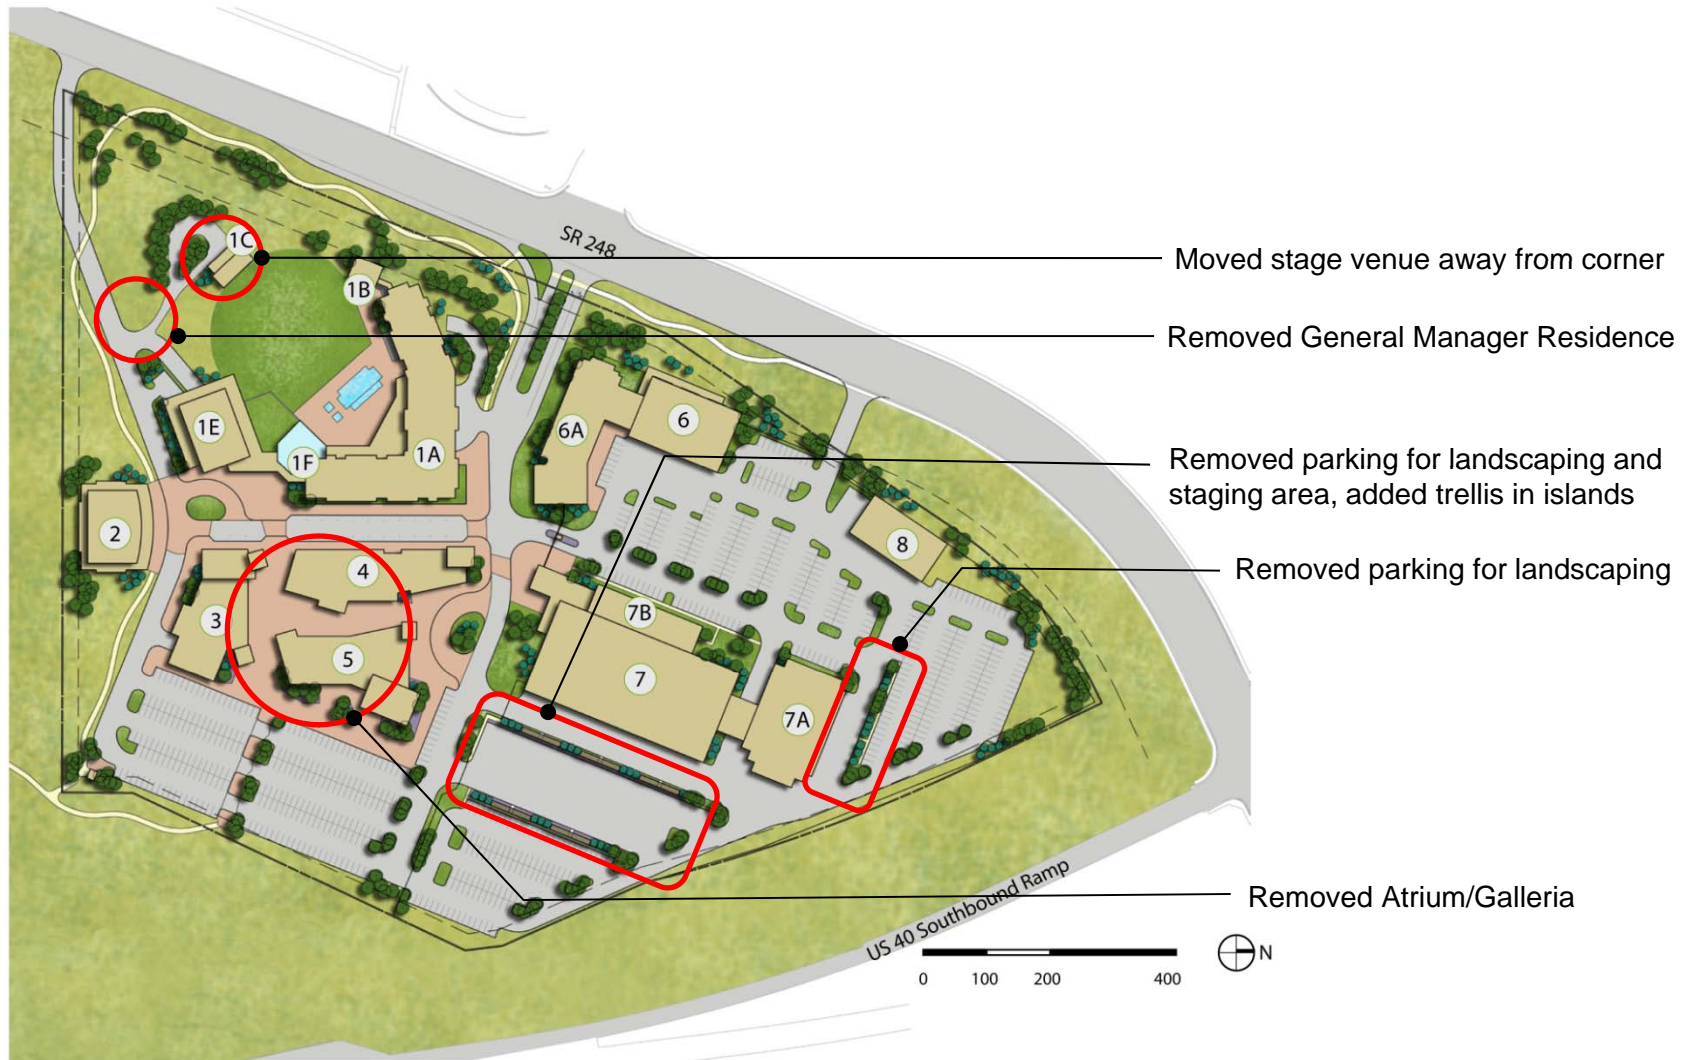 SR 248
1C
1B
1E
1F
1A
6A
6
2
3
4
5
7B
7
7A
8
Moved stage venue away from corner
Removed General Manager Residence
Removed parking for landscaping and
staging area, added trellis in islands
Removed parking for landscaping
Removed Atrium/Galleria
US 40 Southbound Ramp
0 100 200 400
N